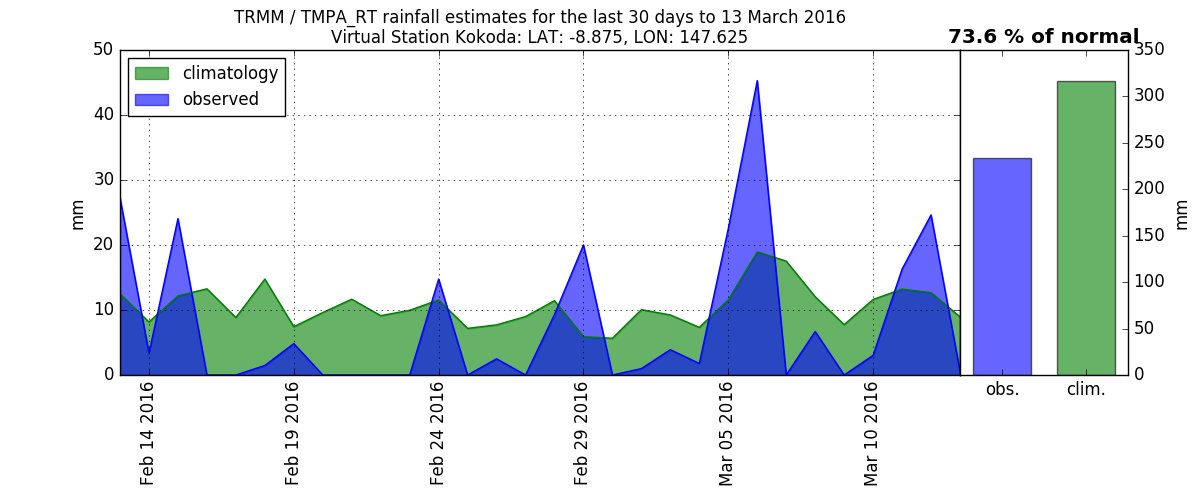 TRMM / TMPA_RT rainfall estimates for the last 30 days to 13 March 2016
Virtual Station Kokoda: LAT: -8.875, LON: 147.625
73.6 % of normal
climatology
observed
50
40
30
20
10
0
mm
Feb 14 2016
Feb 19 2016
Feb 24 2016
Feb 29 2016
Mar 05 2016
Mar 10 2016
350
300
250
200
150
100
50
0
mm
obs.
clim.